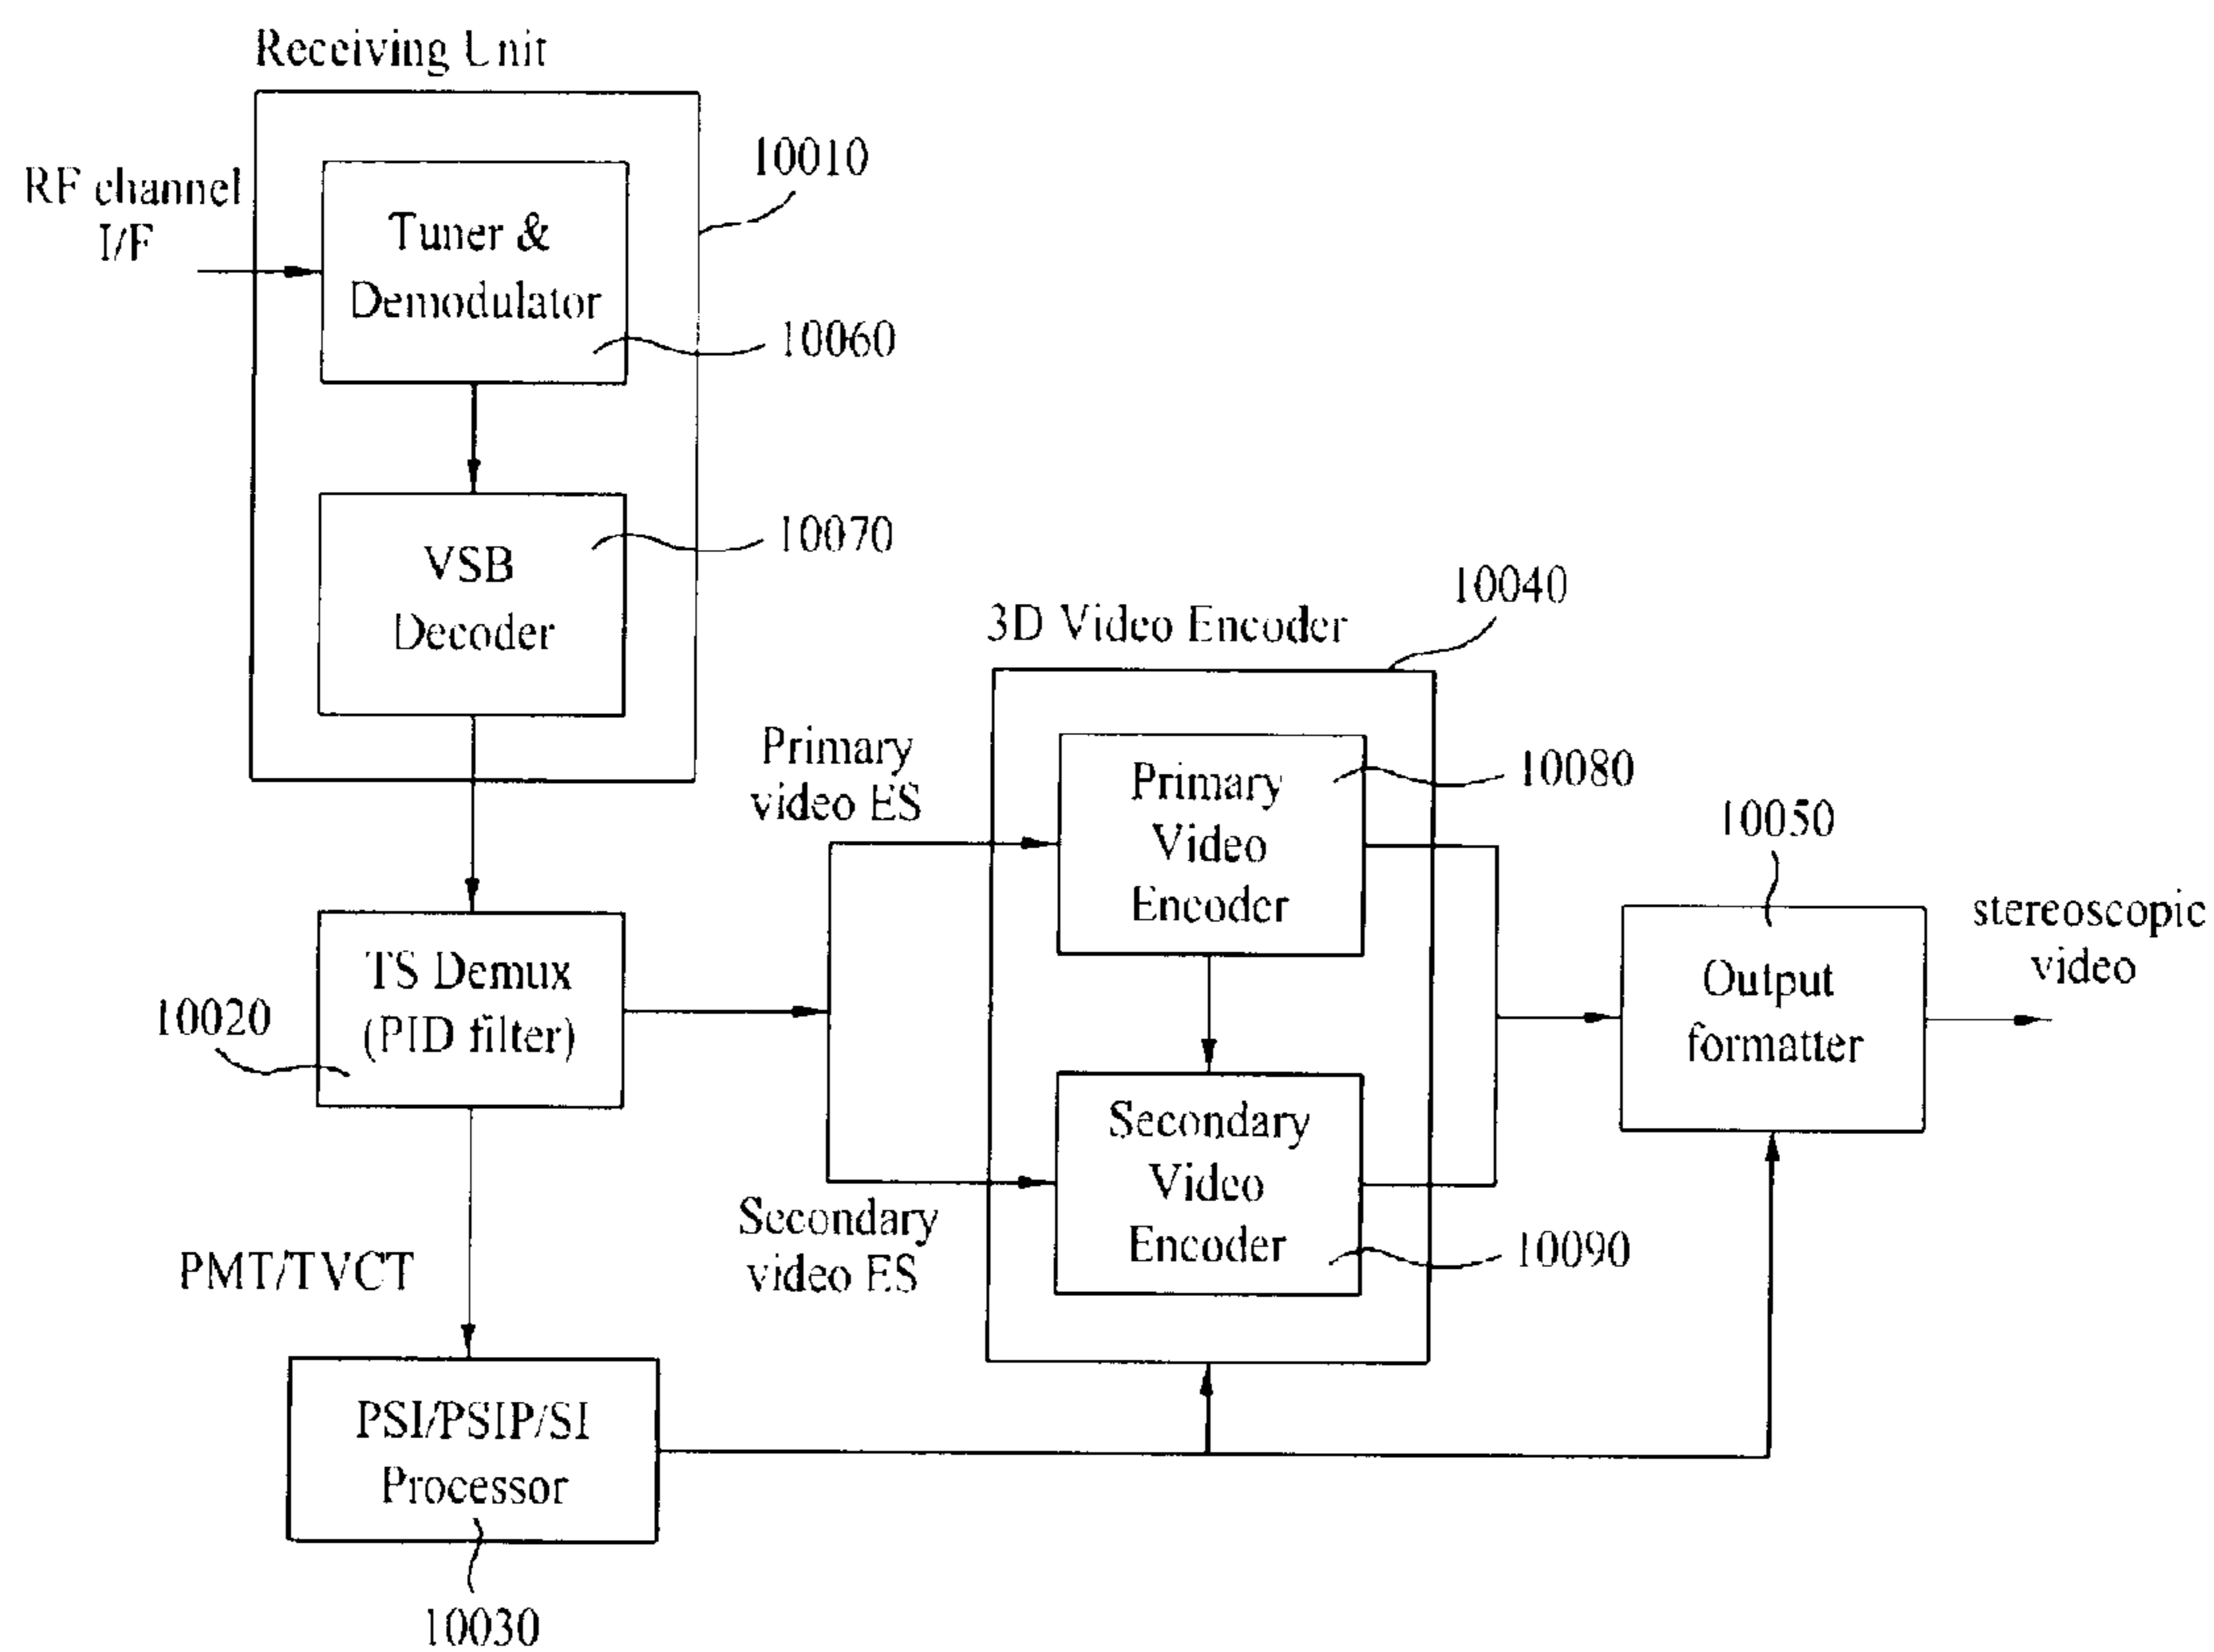 Receiving Unit
10010
RF channel
I/F
Tuner &
Demodulator
10060
VSB
Decoder
10070
3D Video Encoder
10040
Primary
video ES
Primary
Video
Encoder
10080
10050
Output
formatter
stereoscopic
video
TS Demux
(PID filter)
10020
Secondary
video ES
Secondary
Video
Encoder
10090
PMT/TVCT
PSI/PSIP/SI
Processor
10030